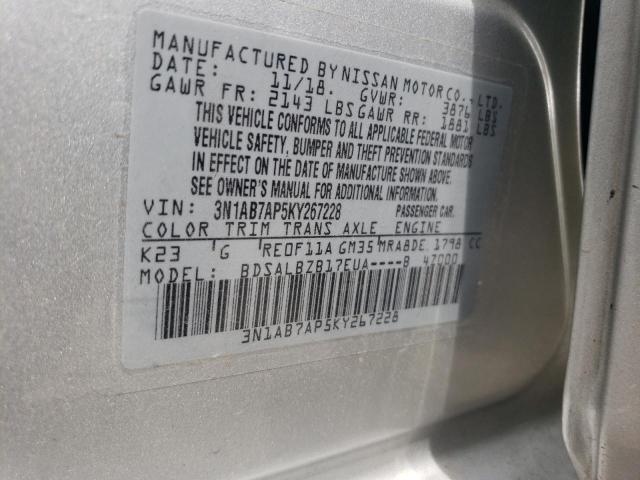 MANUFACTURED BY NISSAN MOTOR CO., LTD.
DATE: 11/18. GVWR: 3876 LBS
GAWR FR: 2143 LBS GAWR RR: 1881 LBS
THIS VEHICLE CONFORMS TO ALL APPLICABLE FEDERAL MOTOR
VEHICLE SAFETY, BUMPER AND THEFT PREVENTION STANDARDS
IN EFFECT ON THE DATE OF MANUFACTURE SHOWN ABOVE.
SEE OWNER'S MANUAL FOR ADDITIONAL INFORMATION.
VIN: 3N1AB7AP5KY267228 PASSENGER CAR.
COLOR TRIM TRANS AXLE ENGINE
K23 G RE0F11A GM35 MRA8DE 1798 CC
MODEL: BDSALBZB17EUA----B 47000
3N1AB7AP5KY267228